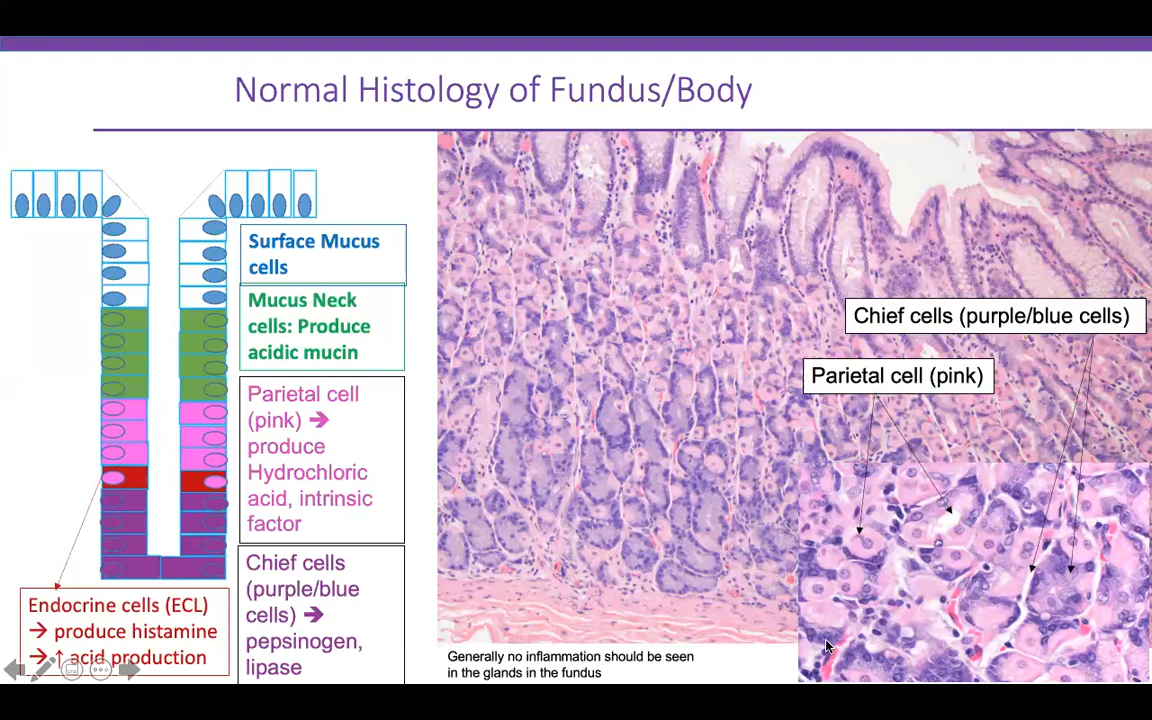 Normal Histology of Fundus/Body
Surface Mucus
cells
Mucus Neck
cells: Produce
acidic mucin
Parietal cell
(pink) ➔
produce
Hydrochloric
acid, intrinsic
factor
Chief cells
(purple/blue
cells) ➔
pepsinogen,
lipase
Endocrine cells (ECL)
→ produce histamine
→ ↑ acid production
Chief cells (purple/blue cells)
Parietal cell (pink)
Generally no inflammation should be seen
in the glands in the fundus